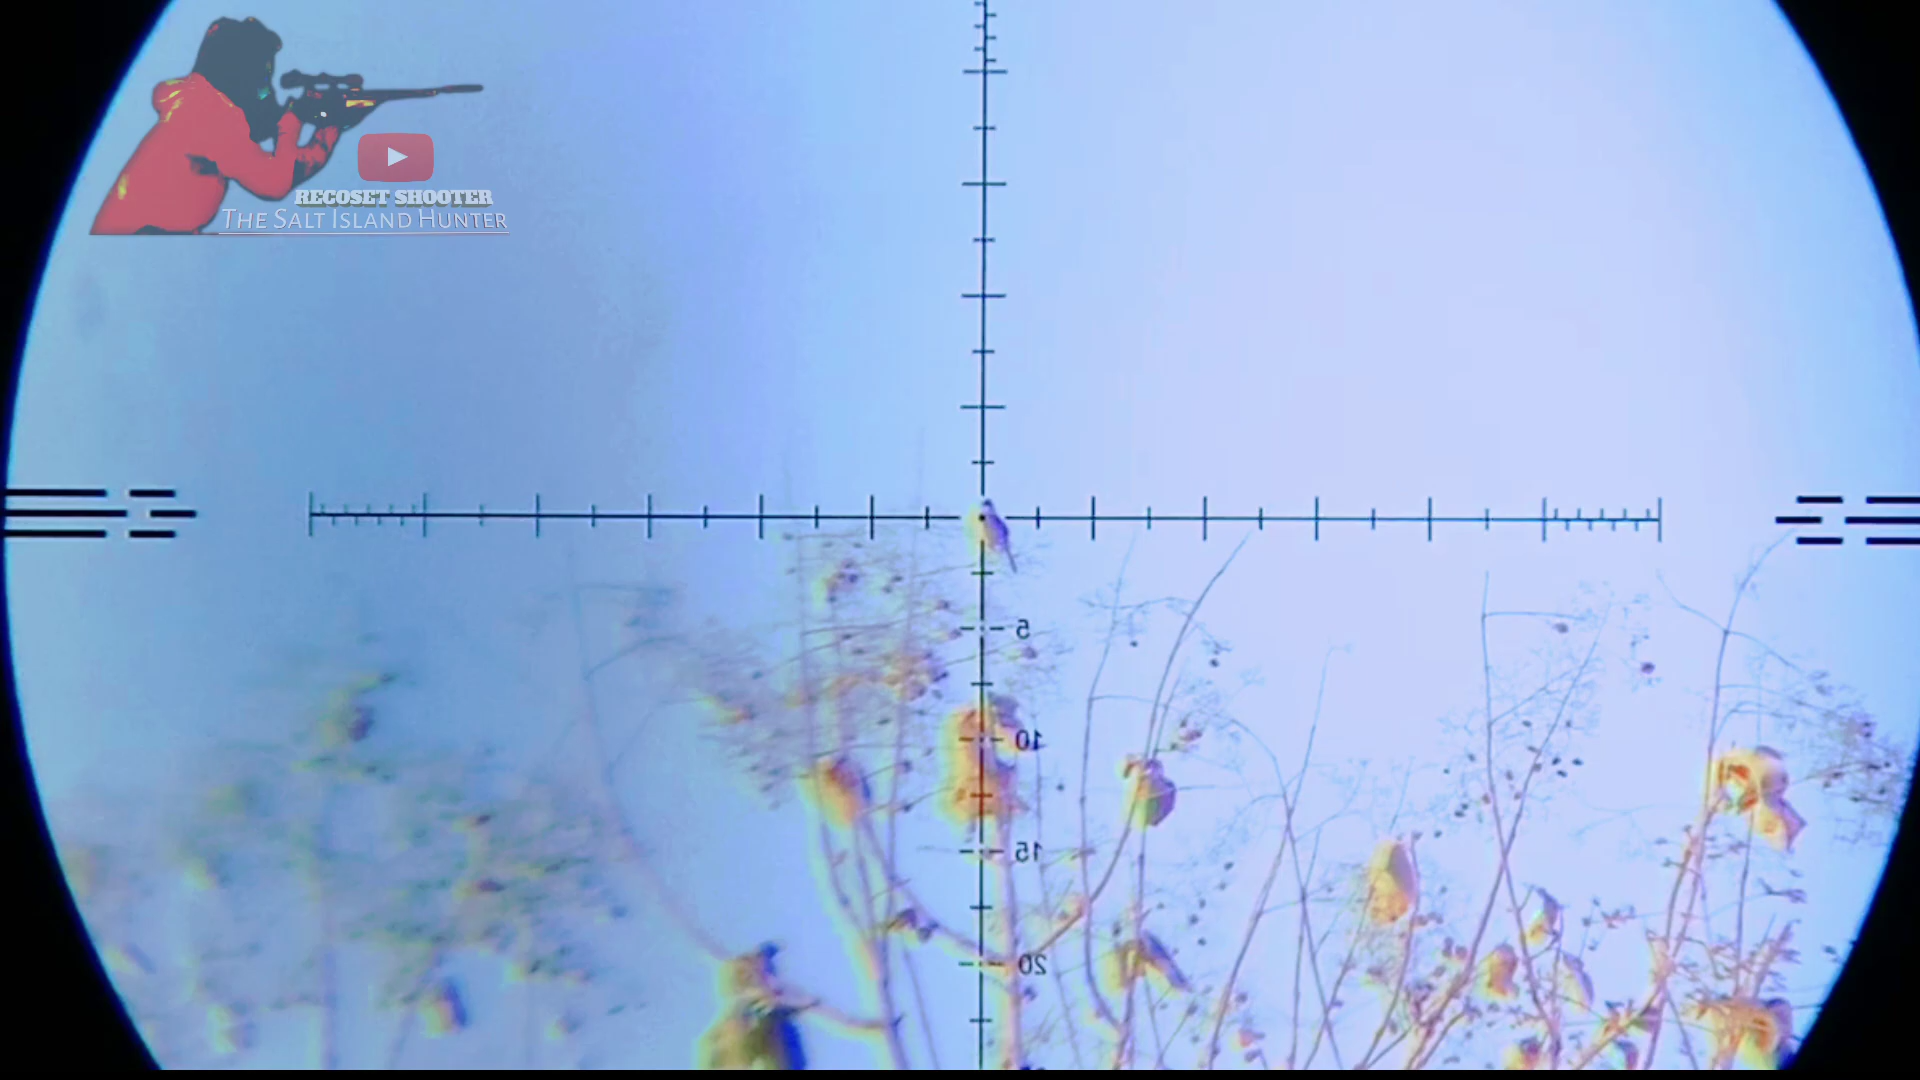 RECOSET SHOOTER
THE SALT ISLAND HUNTER
5
10
15
20